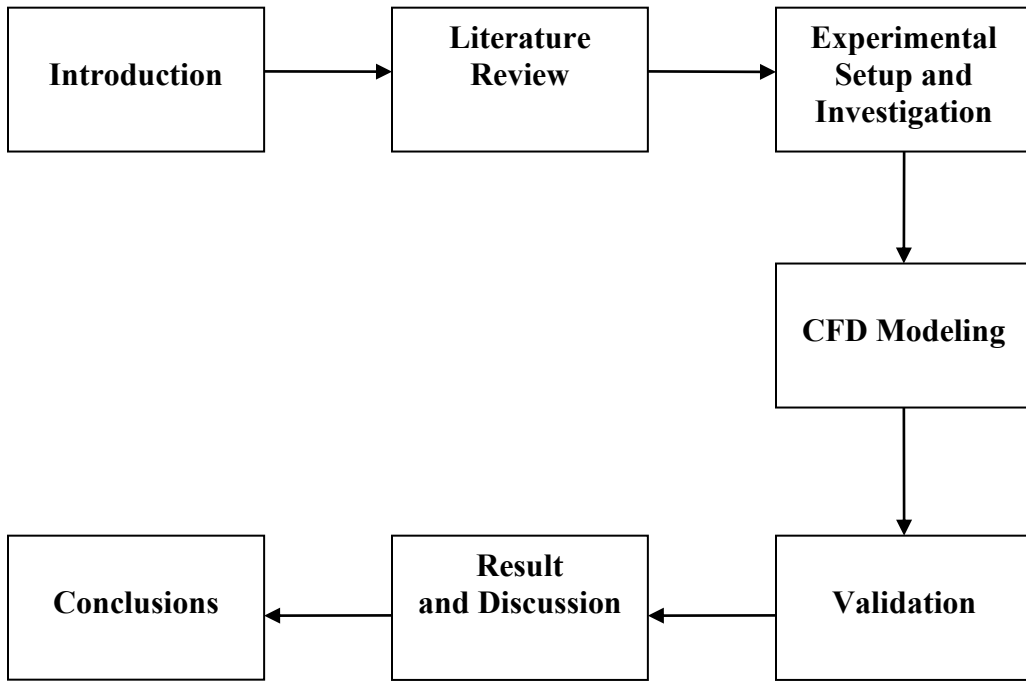 Introduction
Literature
Review
Experimental
Setup and
Investigation
CFD Modeling
Validation
Result
and Discussion
Conclusions